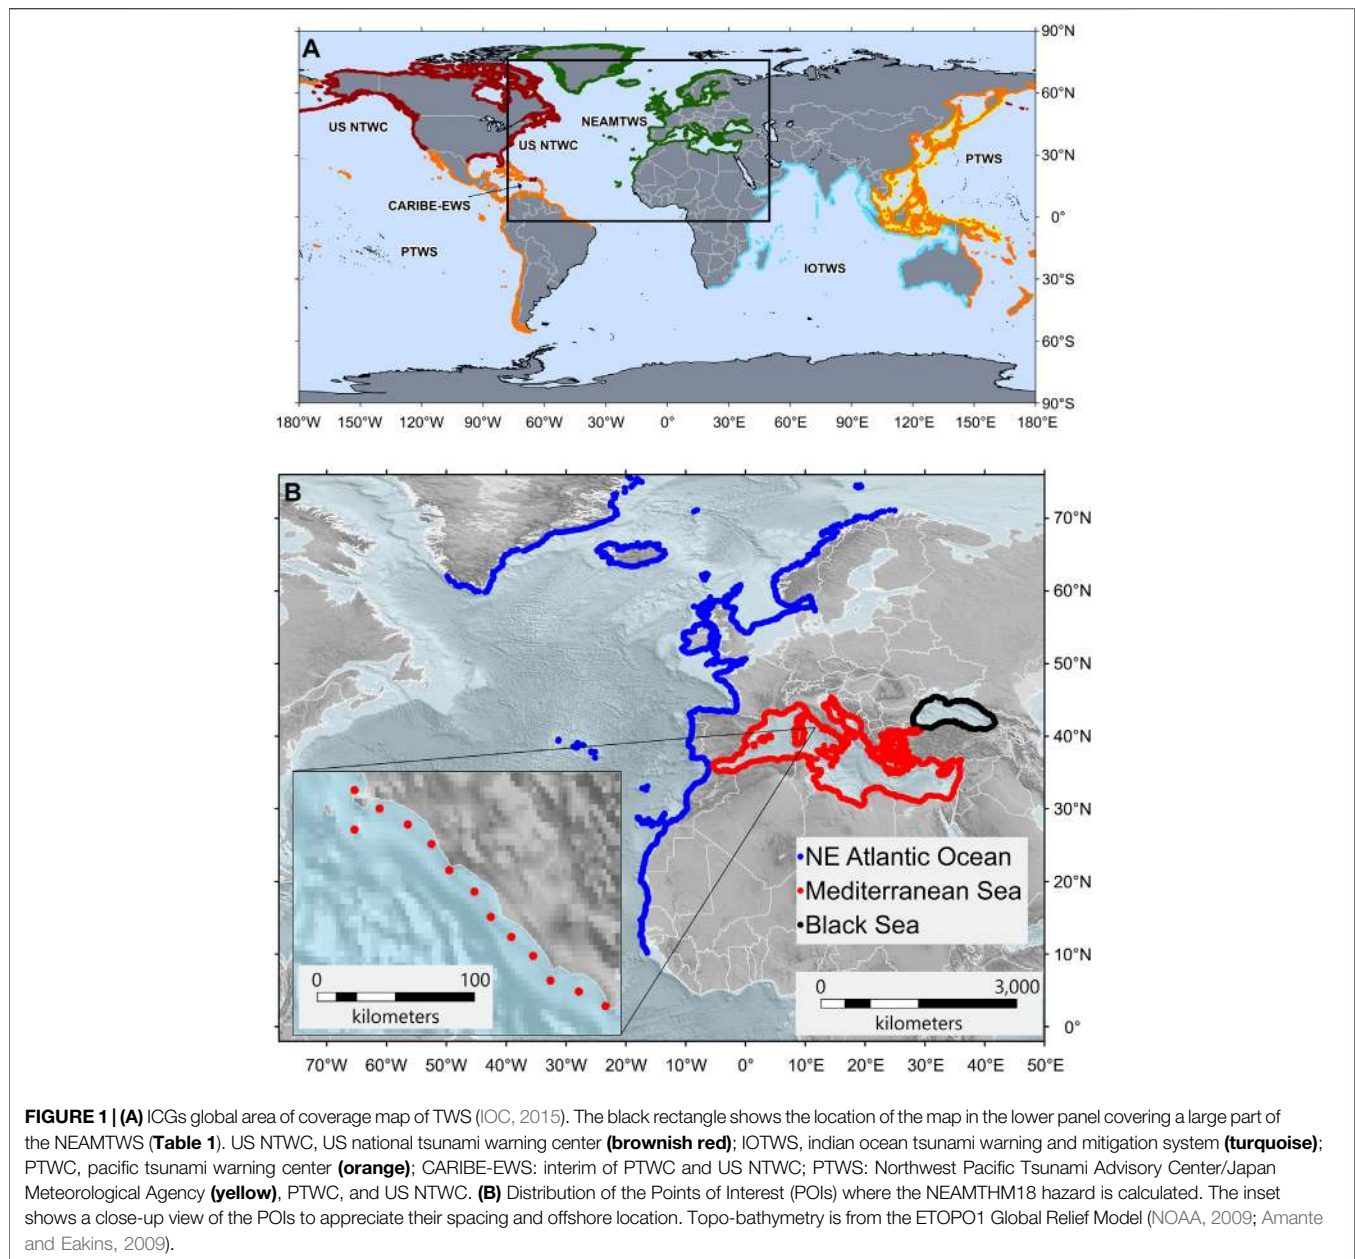 A
90°N
60°N
30°N
0°
30°S
60°S
90°S
US NTWC
NEAMTWS
US NTWC
PTWS
CARIBE-EWS
PTWS
IOTWS
180°W 150°W 120°W 90°W 60°W 30°W 0° 30°E 60°E 90°E 120°E 150°E 180°E
B
70°N
60°N
50°N
40°N
30°N
20°N
10°N
0°
NE Atlantic Ocean
Mediterranean Sea
Black Sea
0 100
kilometers
0 3,000
kilometers
70°W 60°W 50°W 40°W 30°W 20°W 10°W 0° 10°E 20°E 30°E 40°E 50°E
FIGURE 1 | (A) ICGs global area of coverage map of TWS (IOC, 2015). The black rectangle shows the location of the map in the lower panel covering a large part of
the NEAMTWS (Table 1). US NTWC, US national tsunami warning center (brownish red); IOTWS, indian ocean tsunami warning and mitigation system (turquoise);
PTWC, pacific tsunami warning center (orange); CARIBE-EWS: interim of PTWC and US NTWC; PTWS: Northwest Pacific Tsunami Advisory Center/Japan
Meteorological Agency (yellow), PTWC, and US NTWC. (B) Distribution of the Points of Interest (POIs) where the NEAMTHM18 hazard is calculated. The inset
shows a close-up view of the POIs to appreciate their spacing and offshore location. Topo-bathymetry is from the ETOPO1 Global Relief Model (NOAA, 2009; Amante
and Eakins, 2009).